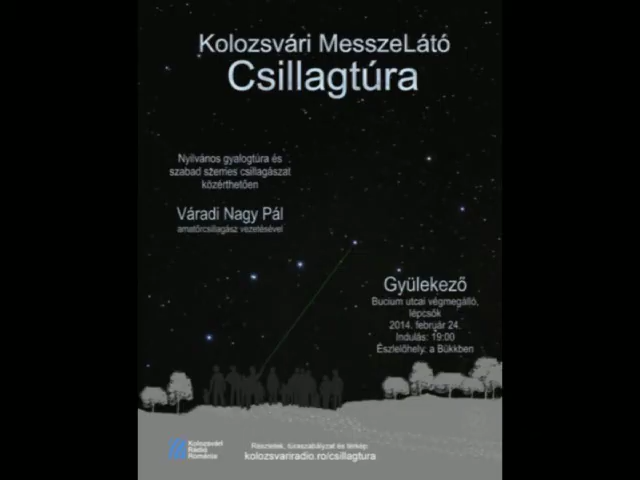 Kolozsvári MesszeLátó
Csillagtúra
Nyilvános gyalogtúra és
szabad szemes csillagászat
közérthetően
Váradi Nagy Pál
amatőrcsillagász vezetésével
Gyülekező
Bucium utcai végmegálló,
lépcsők
2014. február 24.
Indulás: 19:00
Észlelőhely: a Bükkben
Kolozsvári
Rádió
Románia
Részletek, túraszabályzat és térkép:
kolozsvariradio.ro/csillagtura